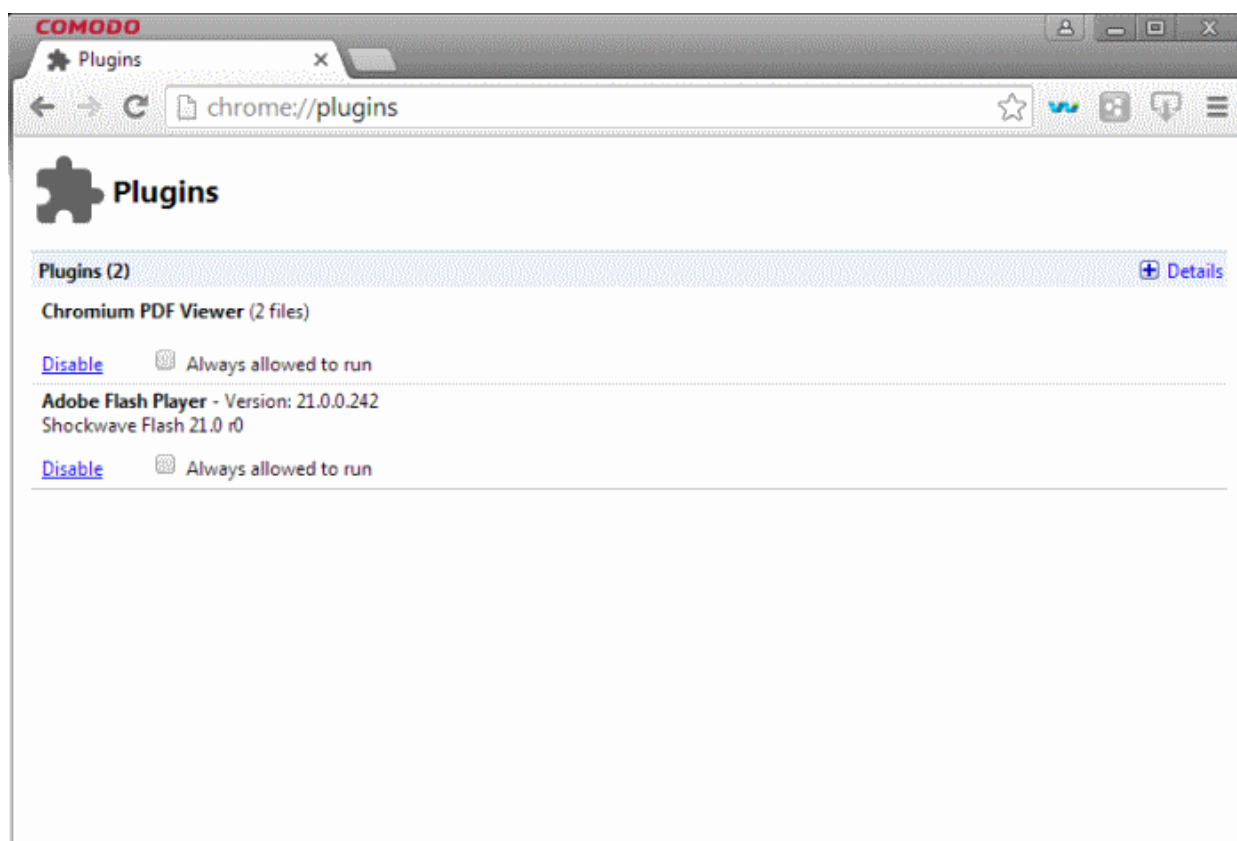 COMODO
Plugins
chrome://plugins
Plugins
Plugins (2)
Details
Chromium PDF Viewer (2 files)
Disable Always allowed to run
Adobe Flash Player - Version: 21.0.0.242
Shockwave Flash 21.0 r0
Disable Always allowed to run